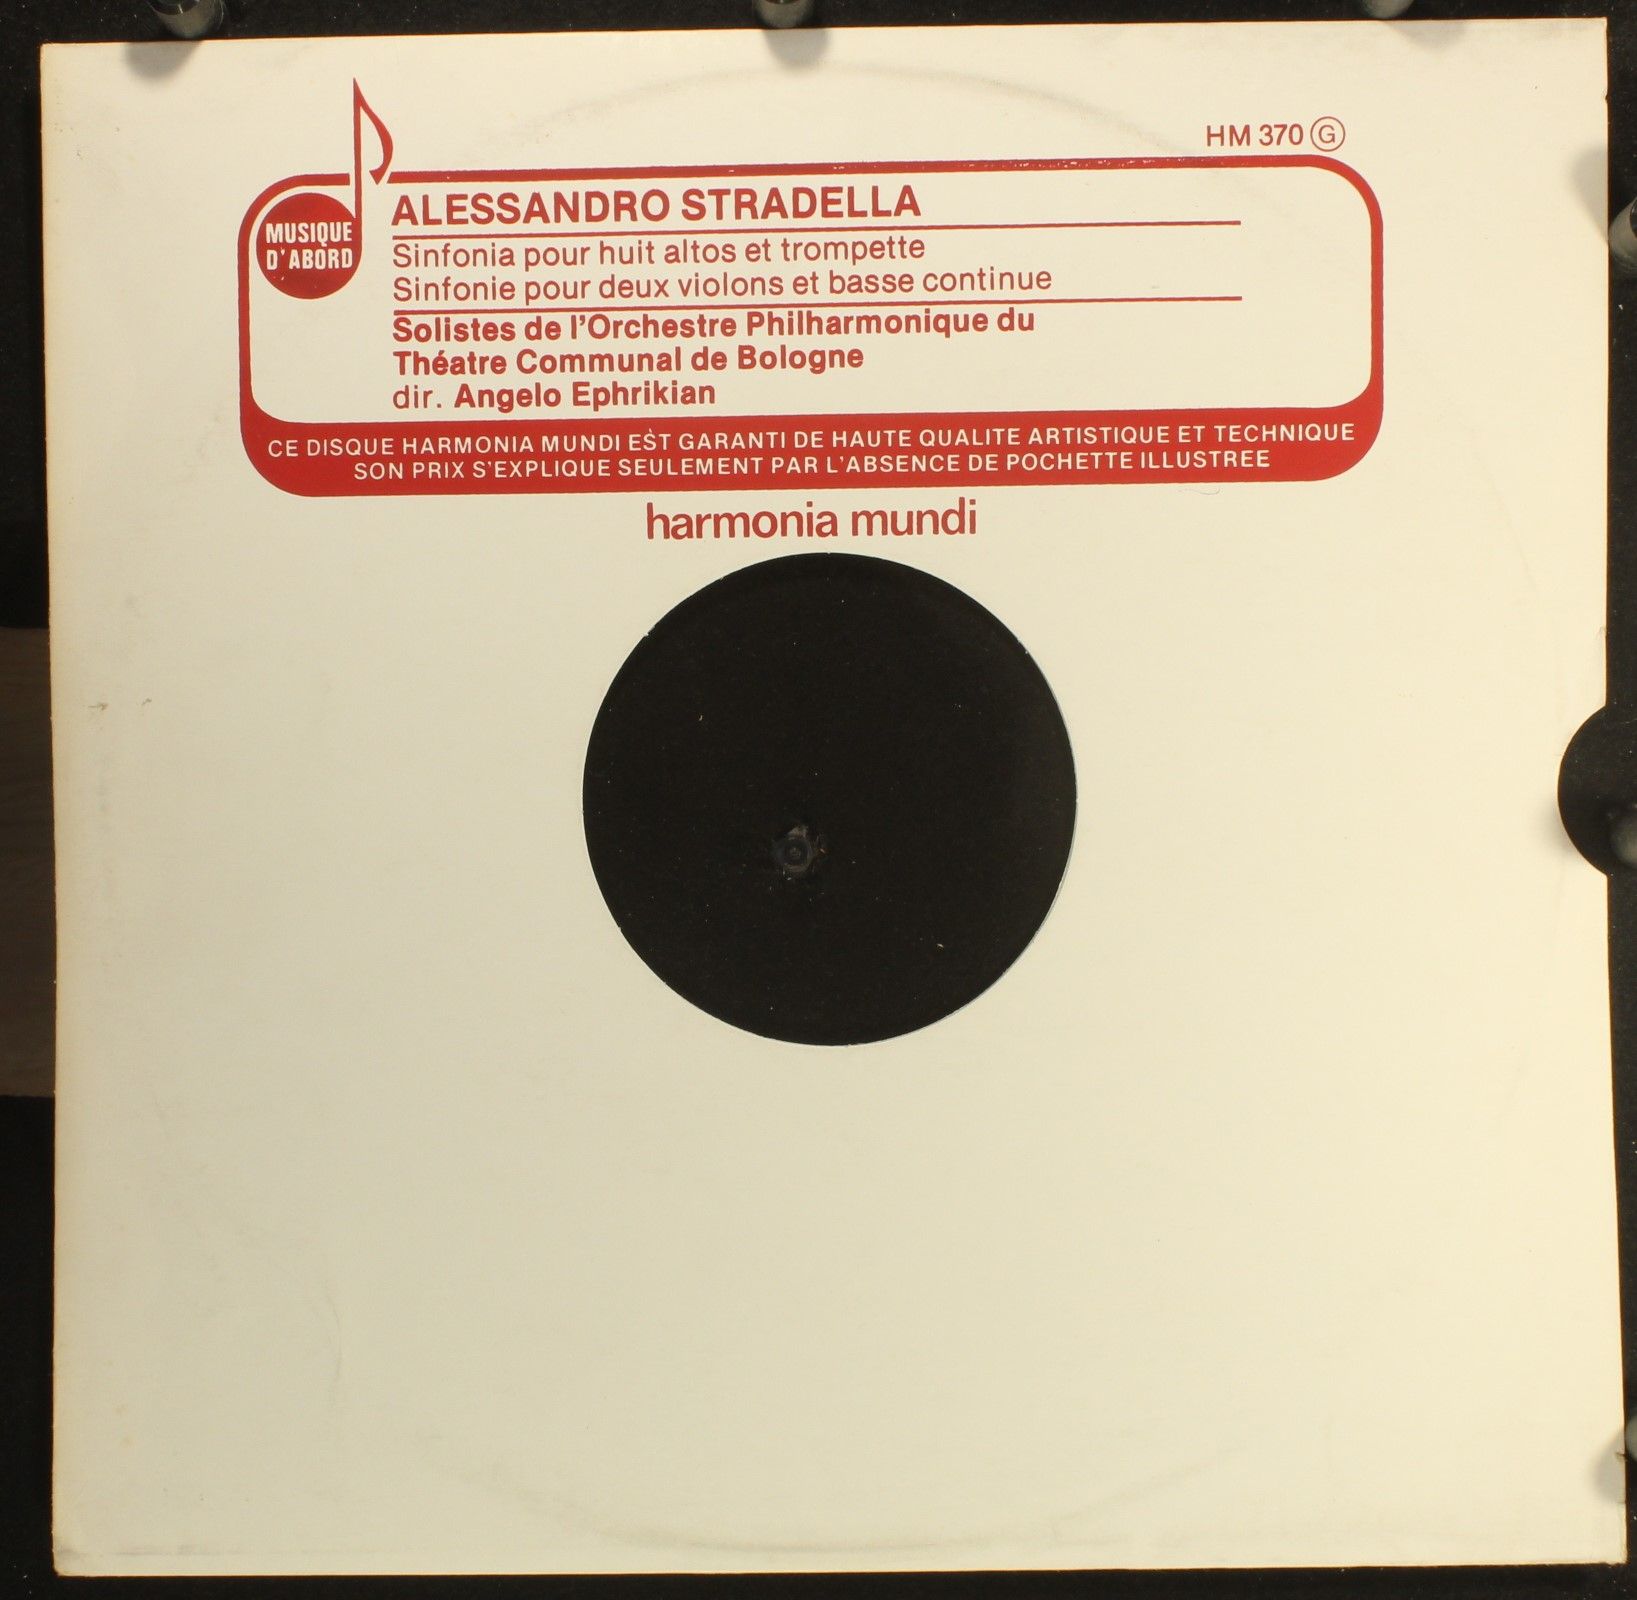 HM 370 G
MUSIQUE
D'ABORD
ALESSANDRO STRADELLA
Sinfonia pour huit altos et trompette
Sinfonie pour deux violons et basse continue
Solistes de l'Orchestre Philharmonique du
Théatre Communal de Bologne
dir. Angelo Ephrikian
CE DISQUE HARMONIA MUNDI EST GARANTI DE HAUTE QUALITE ARTISTIQUE ET TECHNIQUE
SON PRIX S'EXPLIQUE SEULEMENT PAR L'ABSENCE DE POCHETTE ILLUSTREE
harmonia mundi